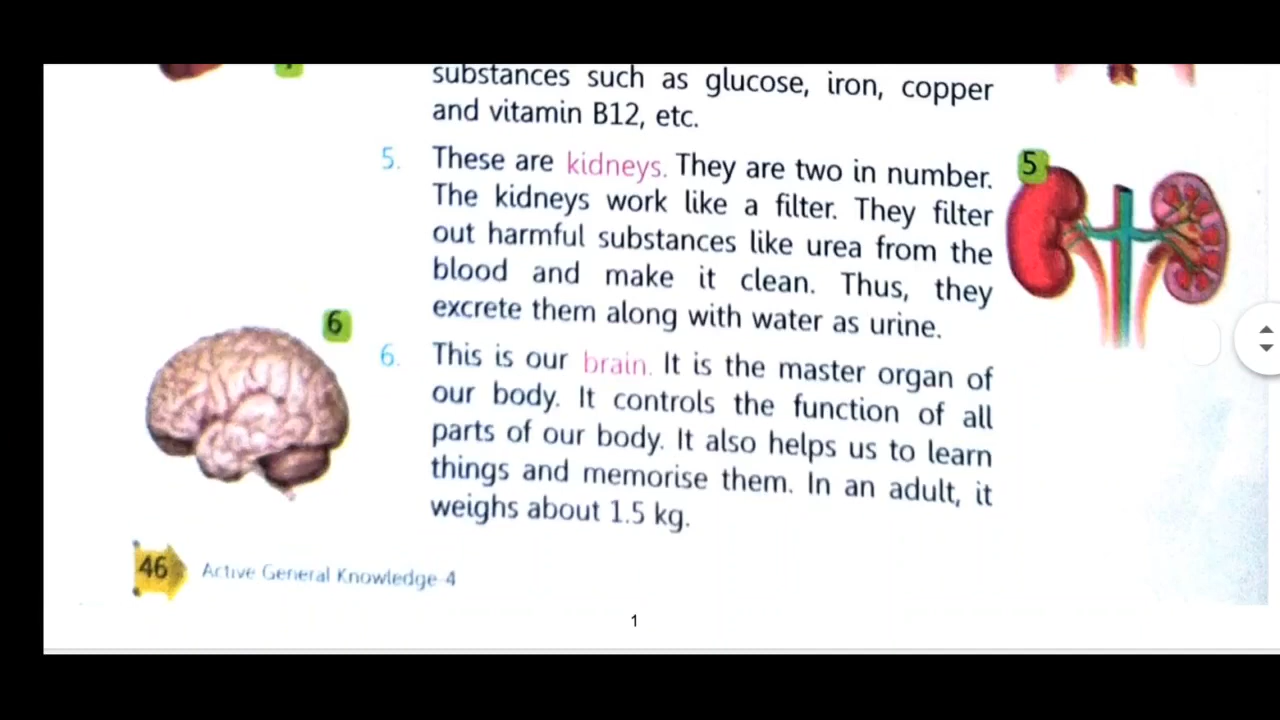 substances such as glucose, iron, copper
and vitamin B12, etc.
5. These are kidneys. They are two in number.
The kidneys work like a filter. They filter
out harmful substances like urea from the
blood and make it clean. Thus, they
excrete them along with water as urine.
5
6
6. This is our brain. It is the master organ of
our body. It controls the function of all
parts of our body. It also helps us to learn
things and memorise them. In an adult, it
weighs about 1.5 kg.
46 Active General Knowledge-4
1